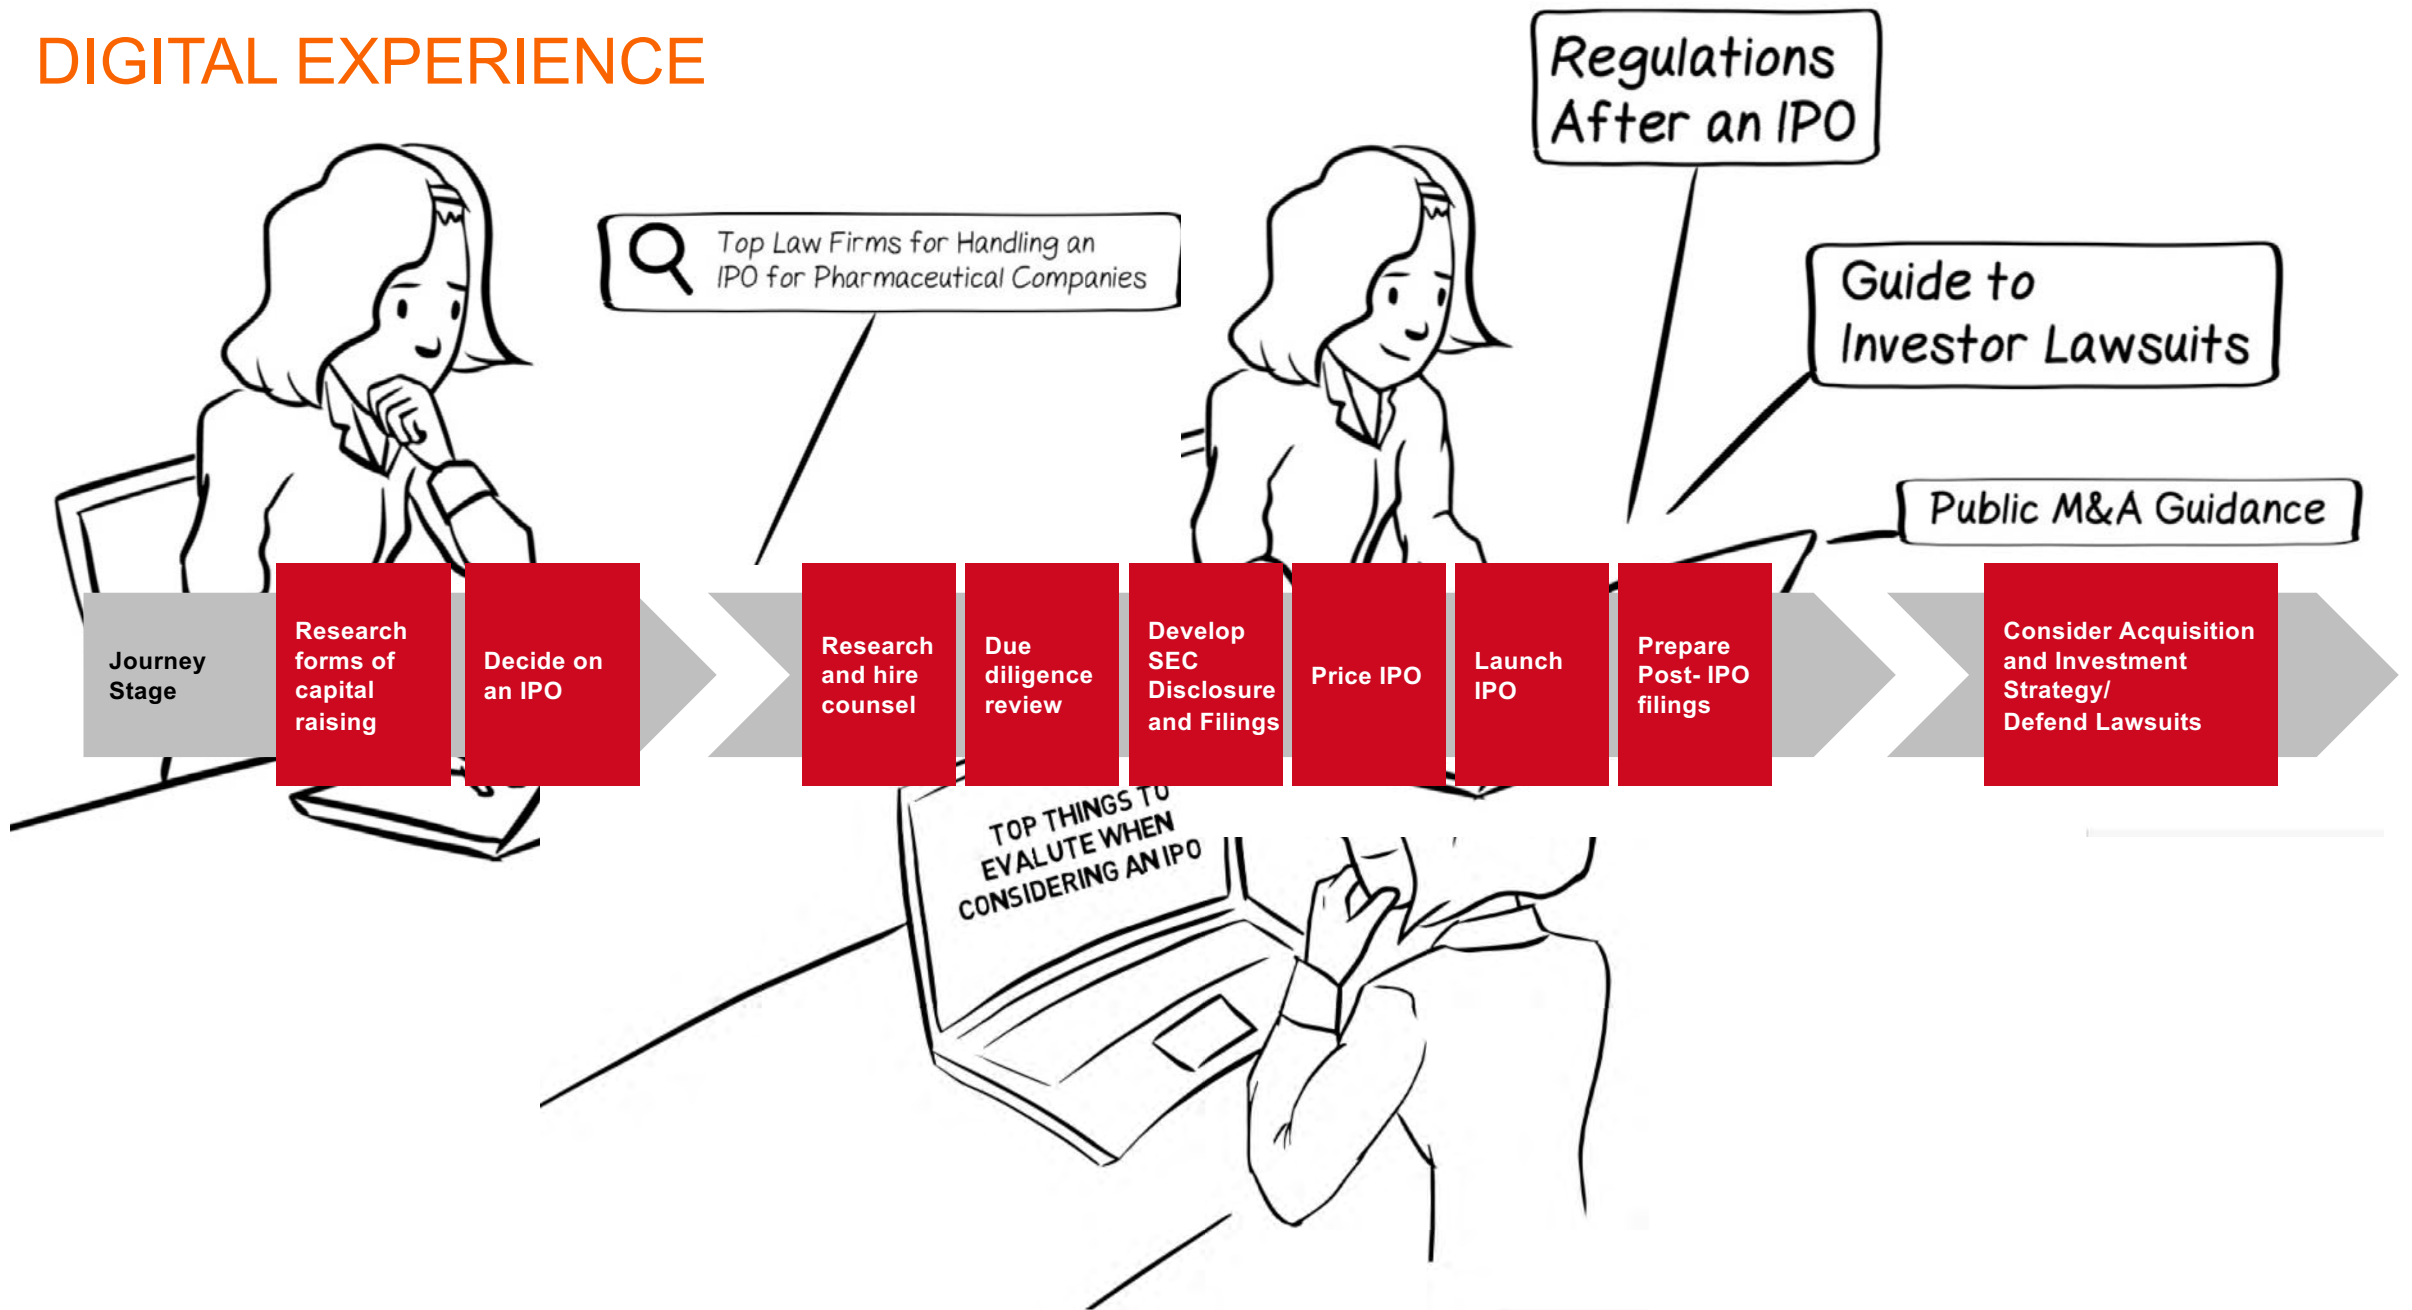 DIGITAL EXPERIENCE
Regulations
After an IPO
Top Law Firms for Handling an
IPO for Pharmaceutical Companies
Guide to
Investor Lawsuits
Public M&A Guidance
Journey
Stage
Research
forms of
capital
raising
Decide on
an IPO
Research
and hire
counsel
Due
diligence
review
Develop
SEC
Disclosure
and Filings
Price IPO
Launch
IPO
Prepare
Post- IPO
filings
Consider Acquisition
and Investment
Strategy/
Defend Lawsuits
TOP THINGS TO
EVALUTE WHEN
CONSIDERING AN IPO